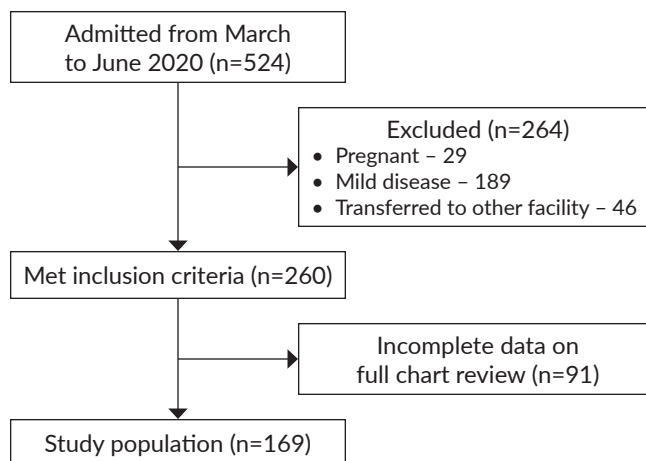 Admitted from March
to June 2020 (n=524)
Excluded (n=264)
• Pregnant – 29
• Mild disease – 189
• Transferred to other facility – 46
Met inclusion criteria (n=260)
Incomplete data on
full chart review (n=91)
Study population (n=169)